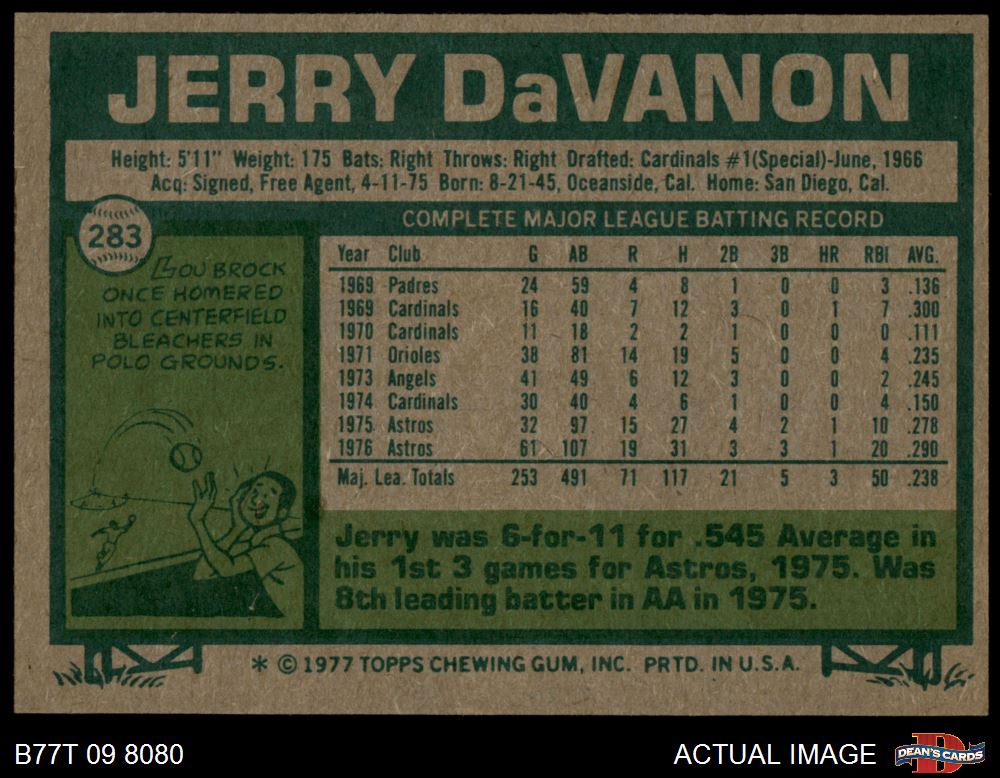 JERRY DaVANON
Height: 5'11" Weight: 175 Bats: Right Throws: Right Drafted: Cardinals #1(Special)-June, 1966
Acq: Signed, Free Agent, 4-11-75 Born: 8-21-45, Oceanside, Cal. Home: San Diego, Cal.
283
LOU BROCK
ONCE HOMERED
INTO CENTERFIELD
BLEACHERS IN
POLO GROUNDS.
COMPLETE MAJOR LEAGUE BATTING RECORD
Year Club G AB R H 2B 3B HR RBI AVG.
1969 Padres 24 59 4 8 1 0 0 3 .136
1969 Cardinals 16 40 7 12 3 0 1 7 .300
1970 Cardinals 11 18 2 2 1 0 0 0 .111
1971 Orioles 38 81 14 19 5 0 0 4 .235
1973 Angels 41 49 6 12 3 0 0 2 .245
1974 Cardinals 30 40 4 6 1 0 0 4 .150
1975 Astros 32 97 15 27 4 2 1 10 .278
1976 Astros 61 107 19 31 3 3 1 20 .290
Maj. Lea. Totals 253 491 71 117 21 5 3 50 .238
Jerry was 6-for-11 for .545 Average in
his 1st 3 games for Astros, 1975. Was
8th leading batter in AA in 1975.
* © 1977 TOPPS CHEWING GUM, INC. PRTD. IN U.S.A.
B77T 09 8080
ACTUAL IMAGE
D
DEAN'S CARDS